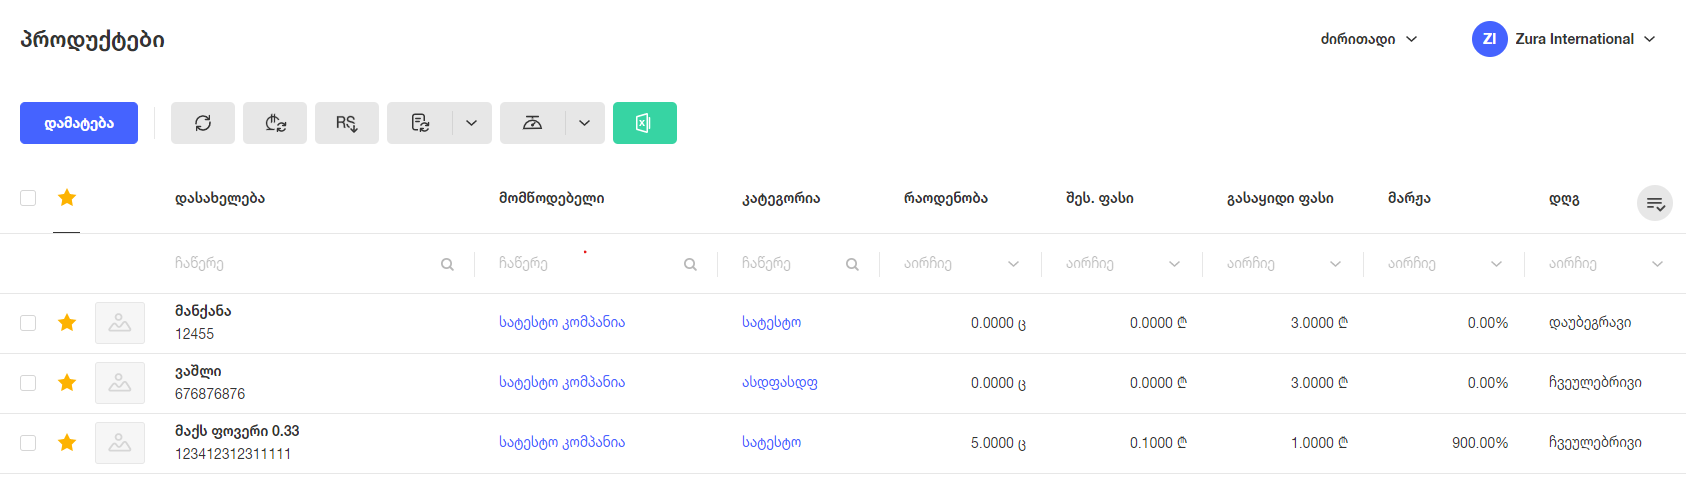 პროდუქტები
ძირითადი
ZI Zura International
დამატება
RS
დასახელება მომწოდებელი კატეგორია რაოდენობა შეს. ფასი გასაყიდი ფასი მარჟა დღგ
ჩაწერე ჩაწერე ჩაწერე აირჩიე აირჩიე აირჩიე აირჩიე აირჩიე
მანქანა
12455
სატესტო კომპანია სატესტო 0.0000 ც 0.0000 ₾ 3.0000 ₾ 0.00% დაუბეგრავი
ვაშლი
676876876
სატესტო კომპანია ასდფასდფ 0.0000 ც 0.0000 ₾ 3.0000 ₾ 0.00% ჩვეულებრივი
მაქს ფოვერი 0.33
123412312311111
სატესტო კომპანია სატესტო 5.0000 ც 0.1000 ₾ 1.0000 ₾ 900.00% ჩვეულებრივი